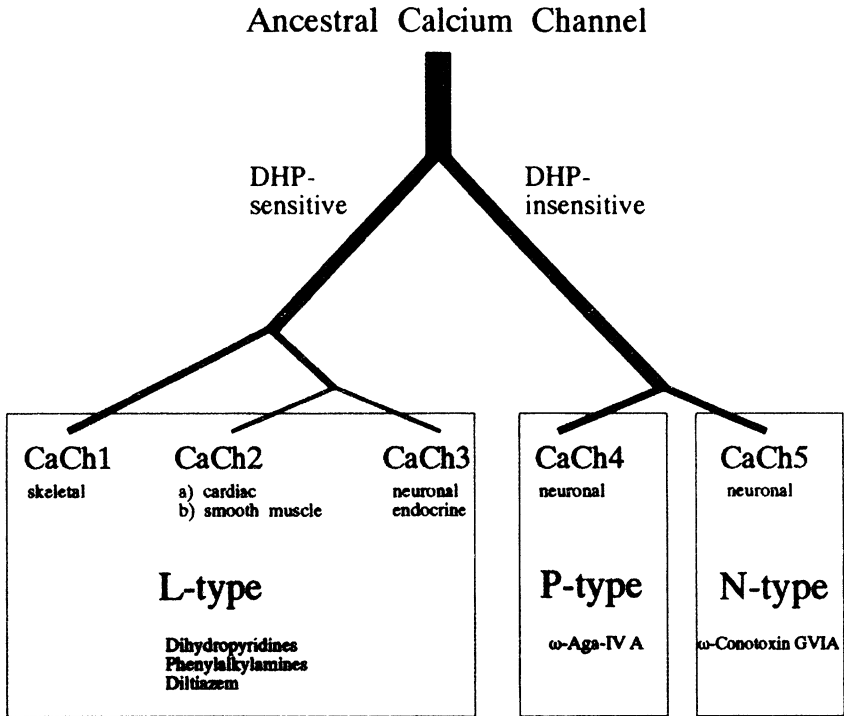 Ancestral Calcium Channel
DHP-
sensitive
DHP-
insensitive
CaCh1
skeletal
CaCh2
a) cardiac
b) smooth muscle
CaCh3
neuronal
endocrine
L-type
Dihydropyridines
Phenylalkylamines
Diltiazem
CaCh4
neuronal
P-type
ω-Aga-IV A
CaCh5
neuronal
N-type
ω-Conotoxin GVIA